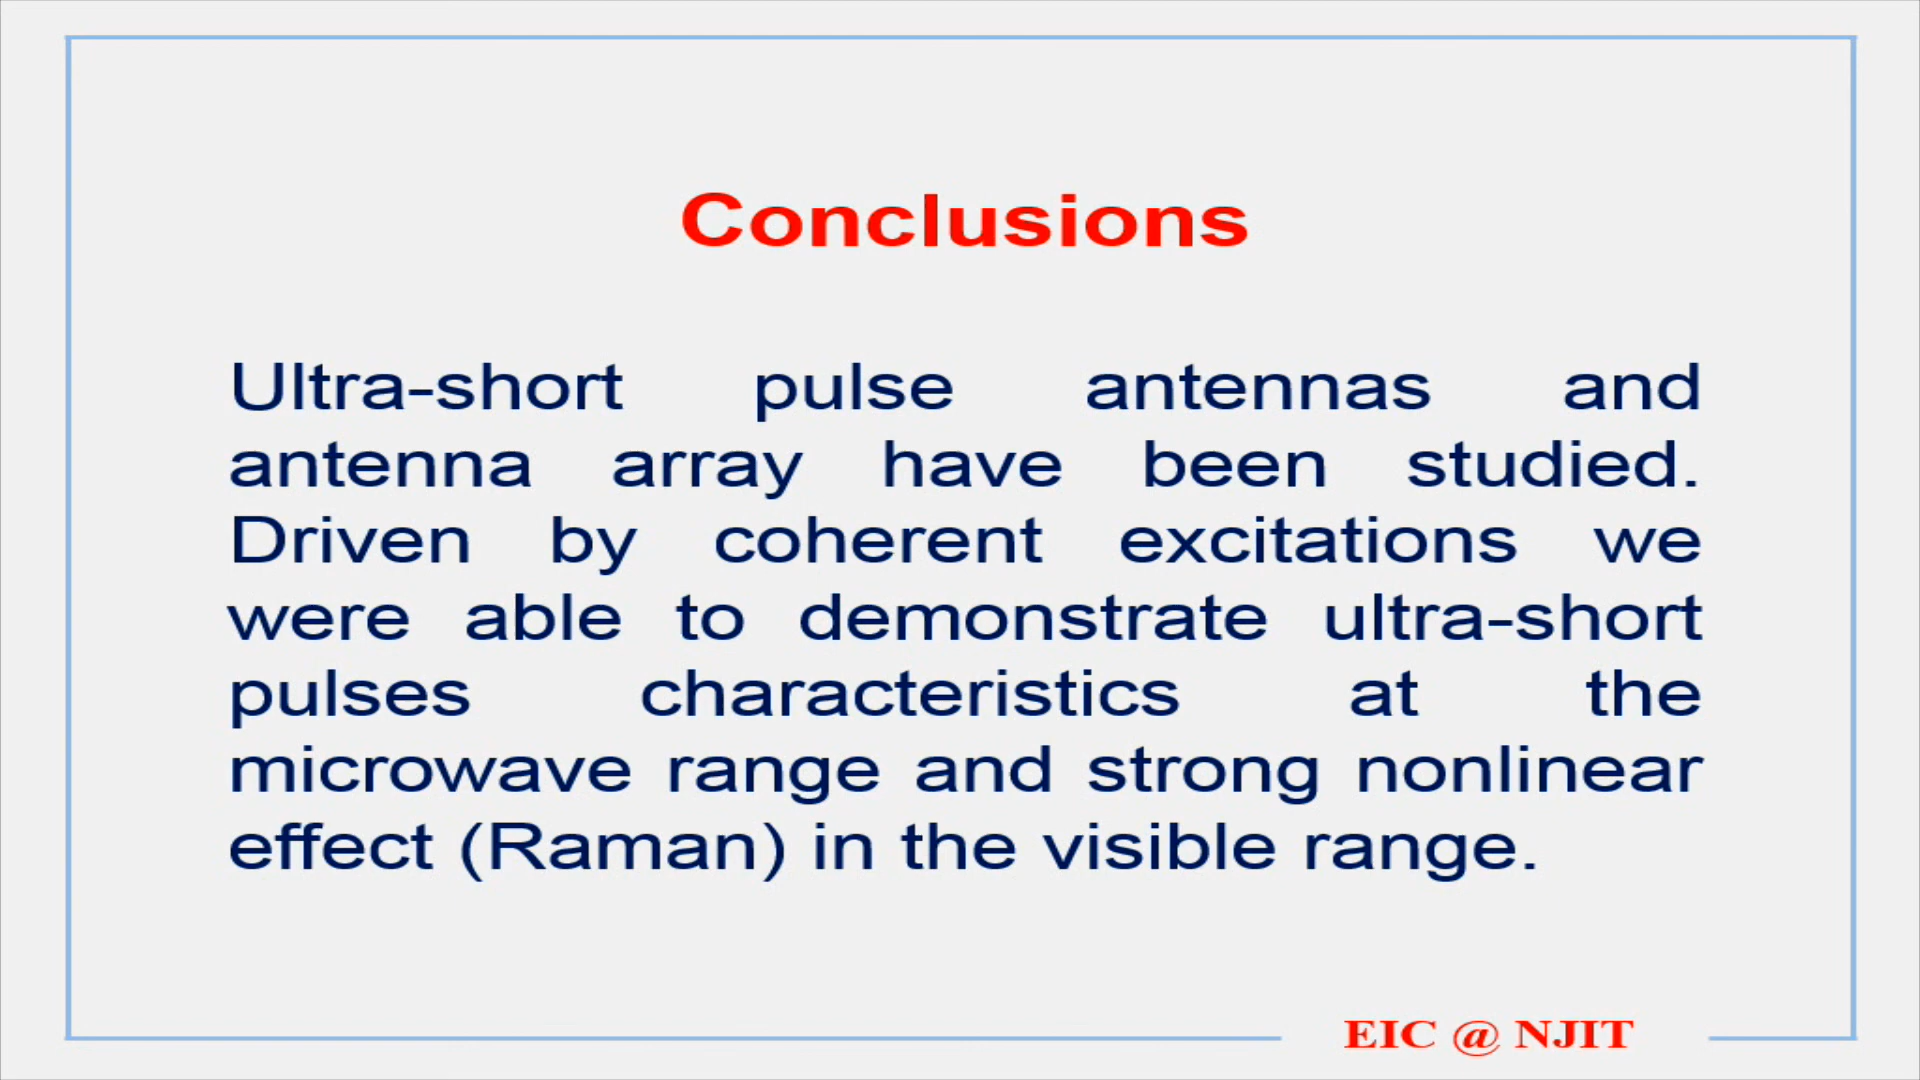 Conclusions
Ultra-short pulse antennas and
antenna array have been studied.
Driven by coherent excitations we
were able to demonstrate ultra-short
pulses characteristics at the
microwave range and strong nonlinear
effect (Raman) in the visible range.
EIC @ NJIT